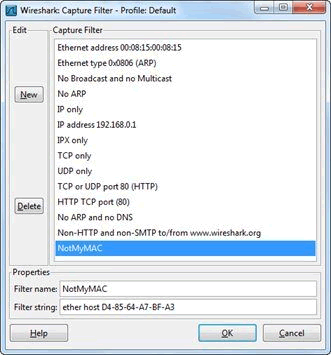 Wireshark: Capture Filter - Profile: Default
Edit
Capture Filter
Ethernet address 00:08:15:00:08:15
Ethernet type 0x0806 (ARP)
No Broadcast and no Multicast
New
No ARP
IP only
IP address 192.168.0.1
IPX only
TCP only
UDP only
TCP or UDP port 80 (HTTP)
Delete
HTTP TCP port (80)
No ARP and no DNS
Non-HTTP and non-SMTP to/from www.wireshark.org
NotMyMAC
Properties
Filter name: NotMyMAC
Filter string: ether host D4-85-64-A7-BF-A3
Help
OK
Cancel